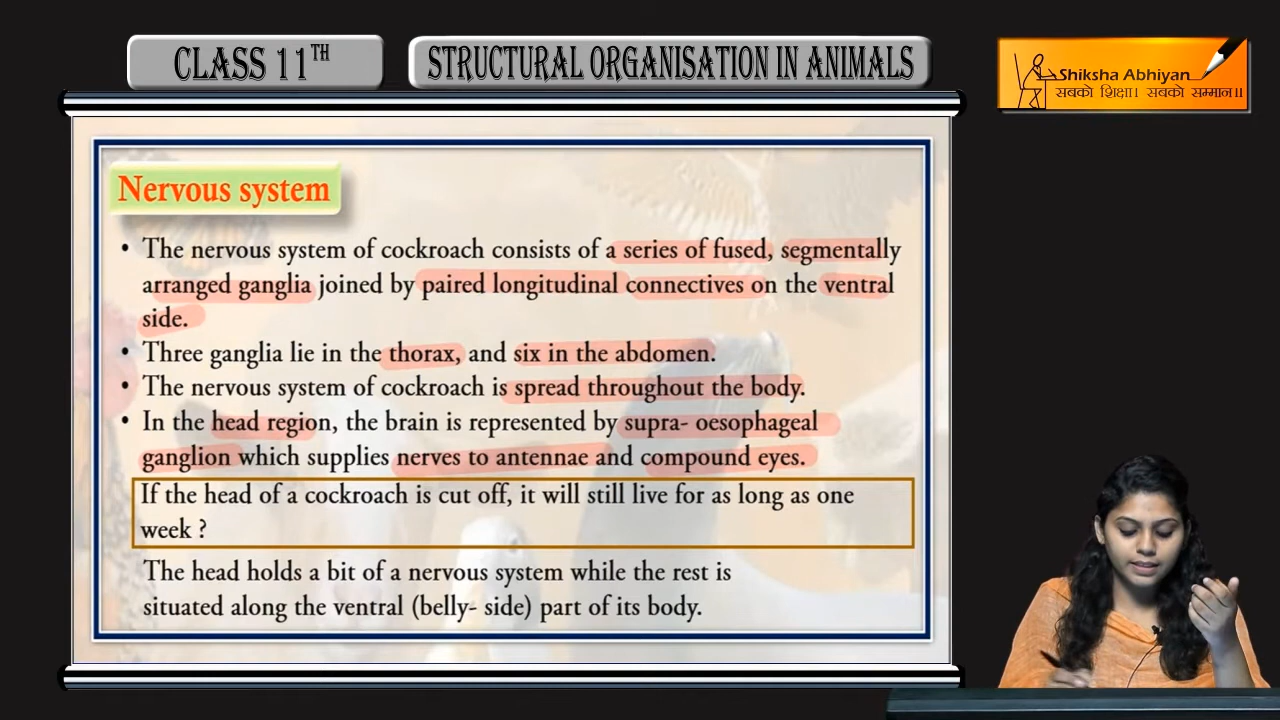 CLASS 11TH
STRUCTURAL ORGANISATION IN ANIMALS
Shiksha Abhiyan
सबको शिक्षा। सबको सम्मान॥
Nervous system
• The nervous system of cockroach consists of a series of fused, segmentally
arranged ganglia joined by paired longitudinal connectives on the ventral
side.
• Three ganglia lie in the thorax, and six in the abdomen.
• The nervous system of cockroach is spread throughout the body.
• In the head region, the brain is represented by supra- oesophageal
ganglion which supplies nerves to antennae and compound eyes.
If the head of a cockroach is cut off, it will still live for as long as one
week ?
The head holds a bit of a nervous system while the rest is
situated along the ventral (belly- side) part of its body.